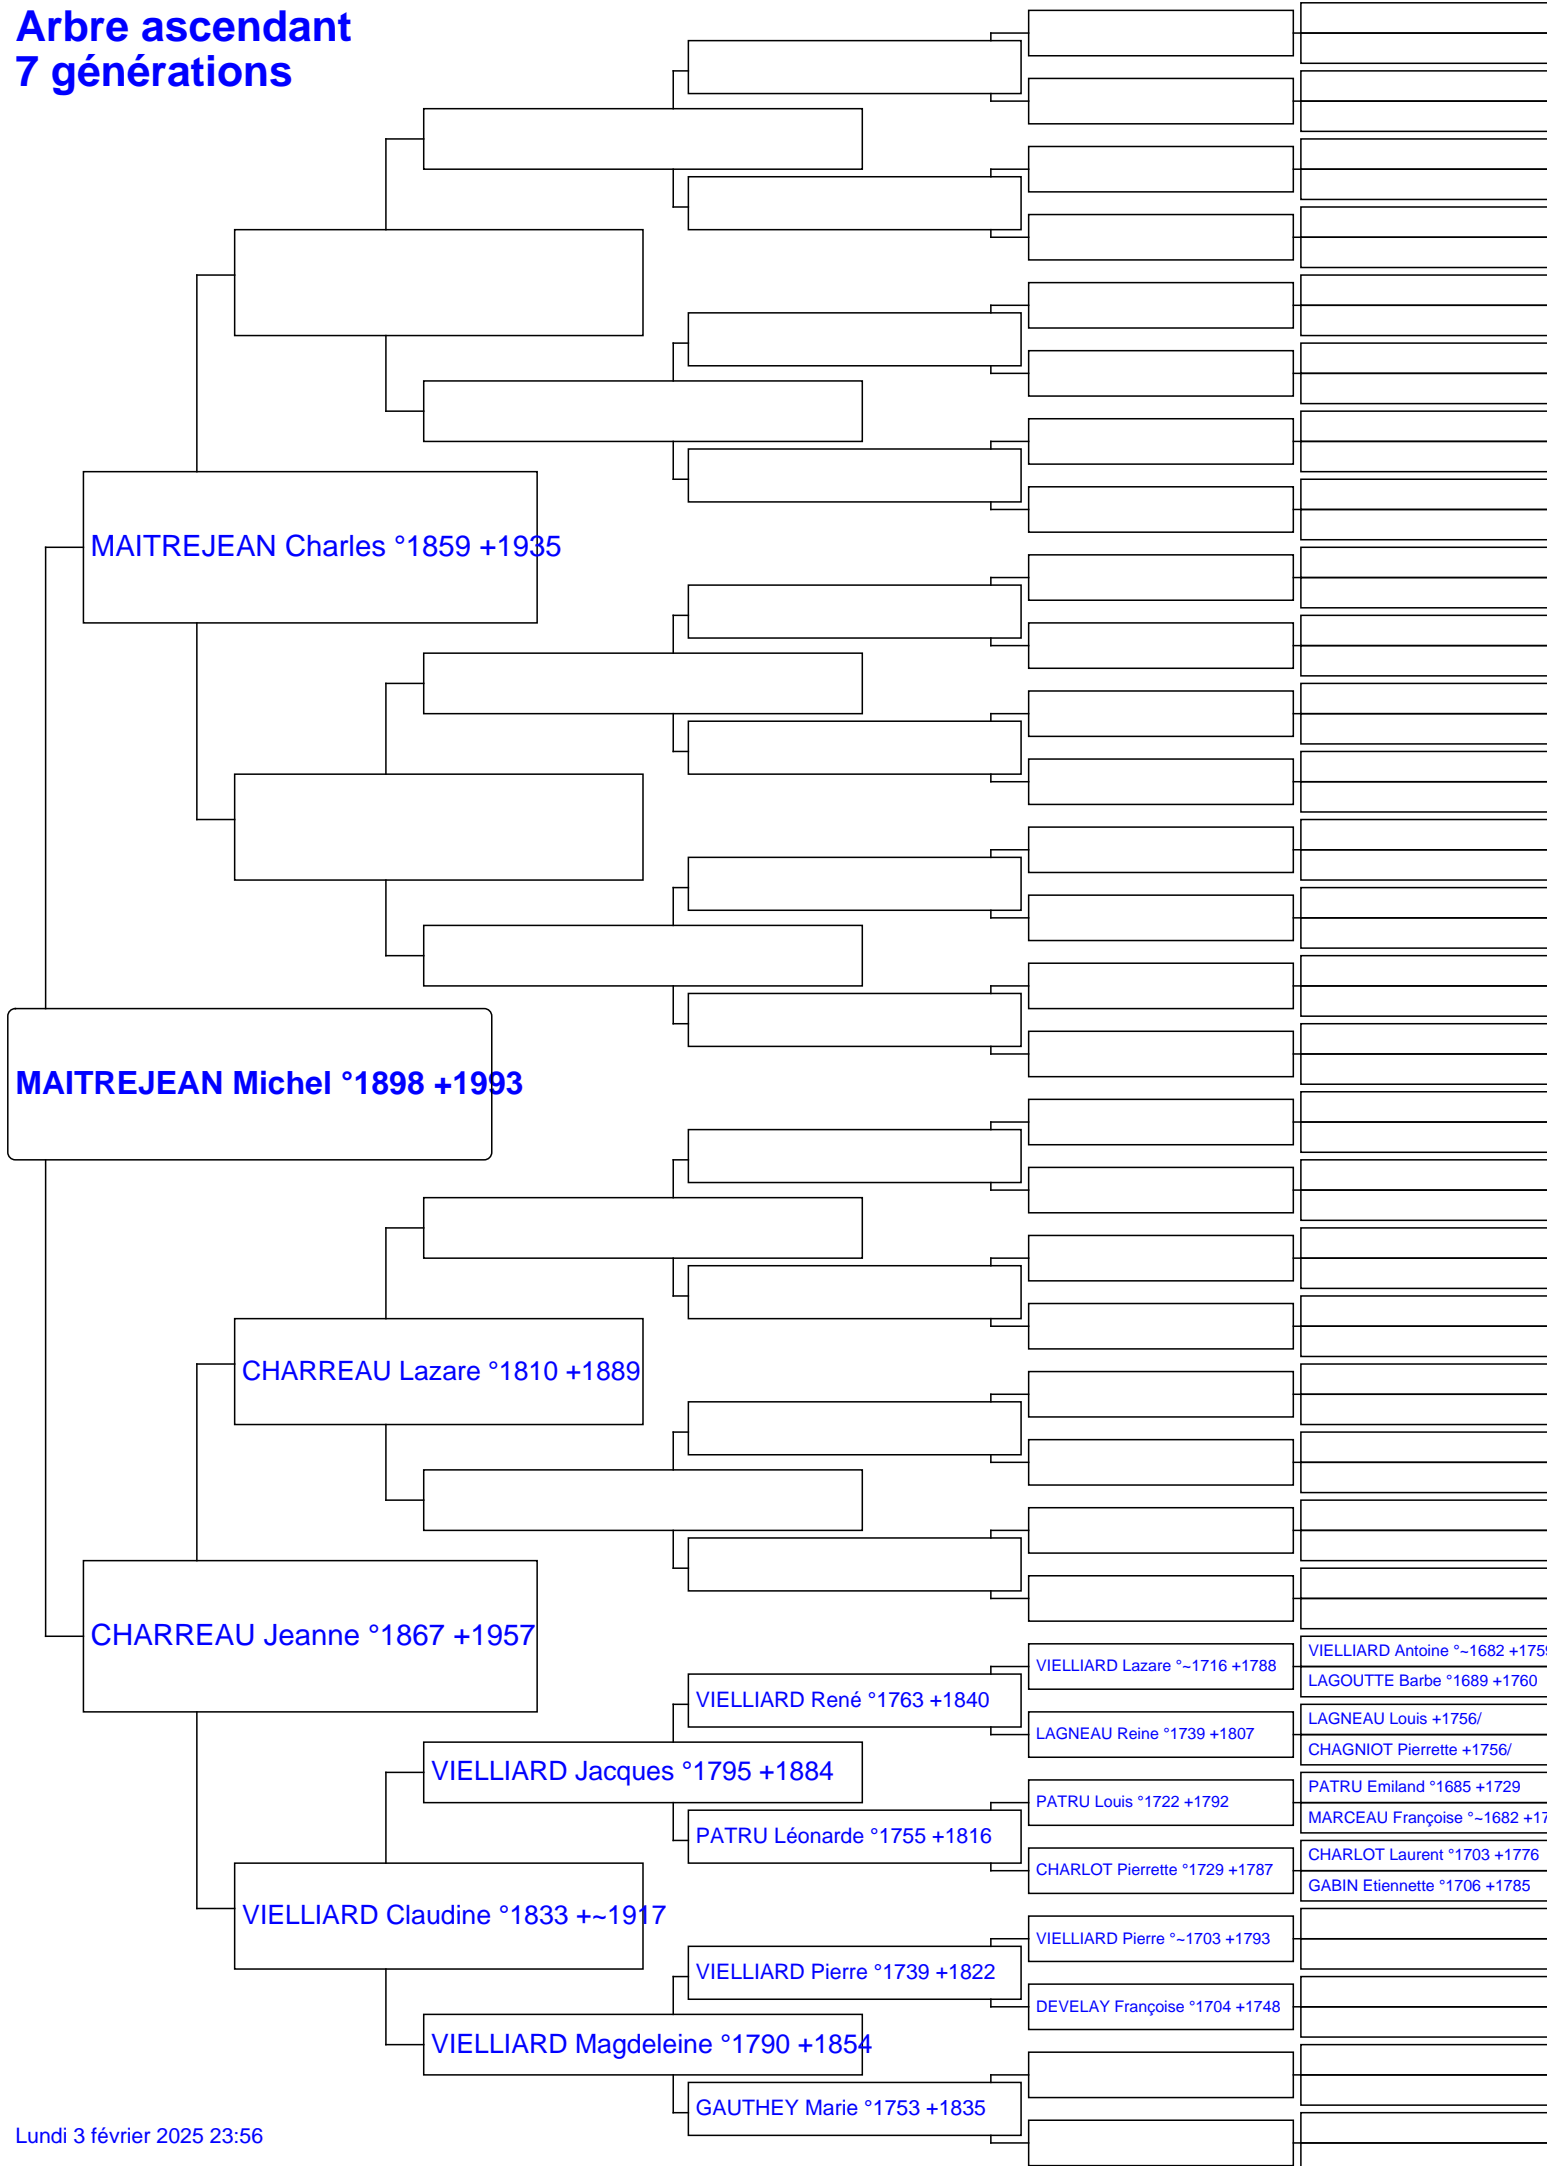 Arbre ascendant
7 générations
MAITREJEAN Charles °1859 +1935
MAITREJEAN Michel °1898 +1993
CHARREAU Lazare °1810 +1889
CHARREAU Jeanne °1867 +1957
VIELLIARD Antoine °~1682 +1759
VIELLIARD Lazare °~1716 +1788
LAGOUTTE Barbe °1689 +1760
VIELLIARD René °1763 +1840
LAGNEAU Louis +1756/
LAGNEAU Reine °1739 +1807
CHAGNIOT Pierrette +1756/
VIELLIARD Jacques °1795 +1884
PATRU Emiland °1685 +1729
PATRU Louis °1722 +1792
MARCEAU Françoise °~1682 +17
PATRU Léonarde °1755 +1816
CHARLOT Laurent °1703 +1776
CHARLOT Pierrette °1729 +1787
GABIN Etiennette °1706 +1785
VIELLIARD Claudine °1833 +~1917
VIELLIARD Pierre °~1703 +1793
VIELLIARD Pierre °1739 +1822
DEVELAY Françoise °1704 +1748
VIELLIARD Magdeleine °1790 +1854
GAUTHEY Marie °1753 +1835
Lundi 3 février 2025 23:56